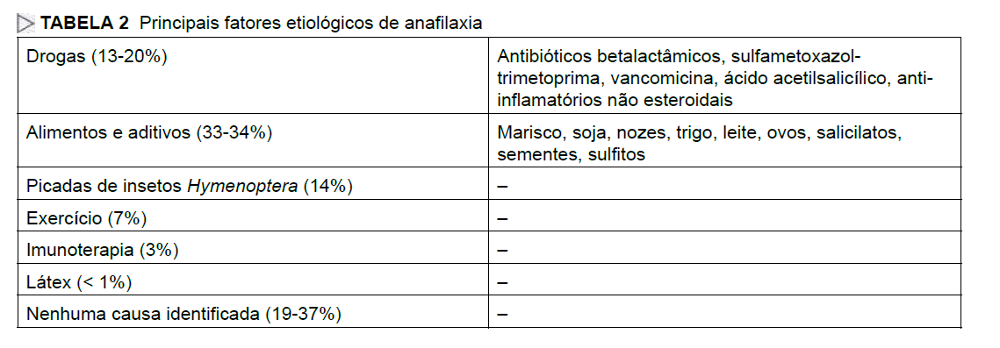 TABELA 2 Principais fatores etiológicos de anafilaxia
Drogas (13-20%)
Antibióticos betalactâmicos, sulfametoxazol-
trimetoprima, vancomicina, ácido acetilsalicílico, anti-
inflamatórios não esteroidais
Alimentos e aditivos (33-34%)
Marisco, soja, nozes, trigo, leite, ovos, salicilatos,
sementes, sulfitos
Picadas de insetos Hymenoptera (14%)
–
Exercício (7%)
–
Imunoterapia (3%)
–
Látex (< 1%)
–
Nenhuma causa identificada (19-37%)
–